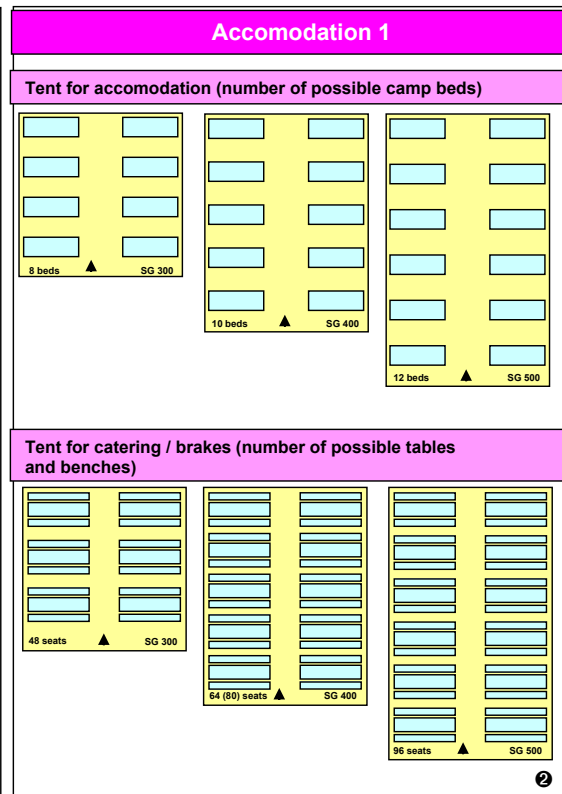 Accomodation 1
Tent for accomodation (number of possible camp beds)
8 beds SG 300
10 beds SG 400
12 beds SG 500
Tent for catering / brakes (number of possible tables
and benches)
48 seats SG 300
64 (80) seats SG 400
96 seats SG 500
❷